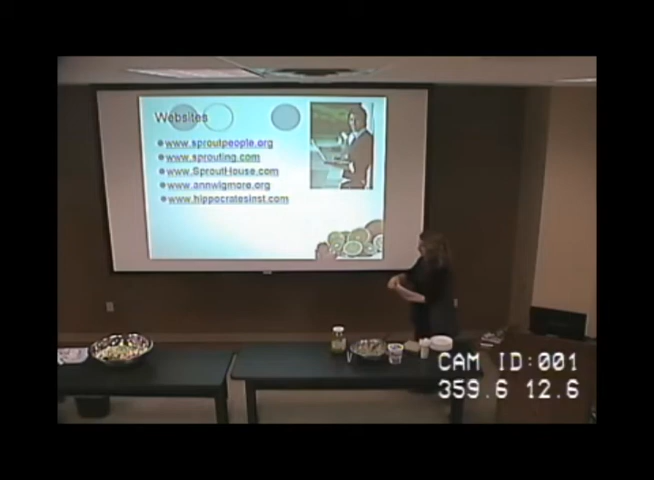 Websites
www.sproutpeople.org
www.sprouting.com
www.SproutHouse.com
www.annwigmore.org
www.hippocratesinst.com
CAM ID:001
359.6 12.6